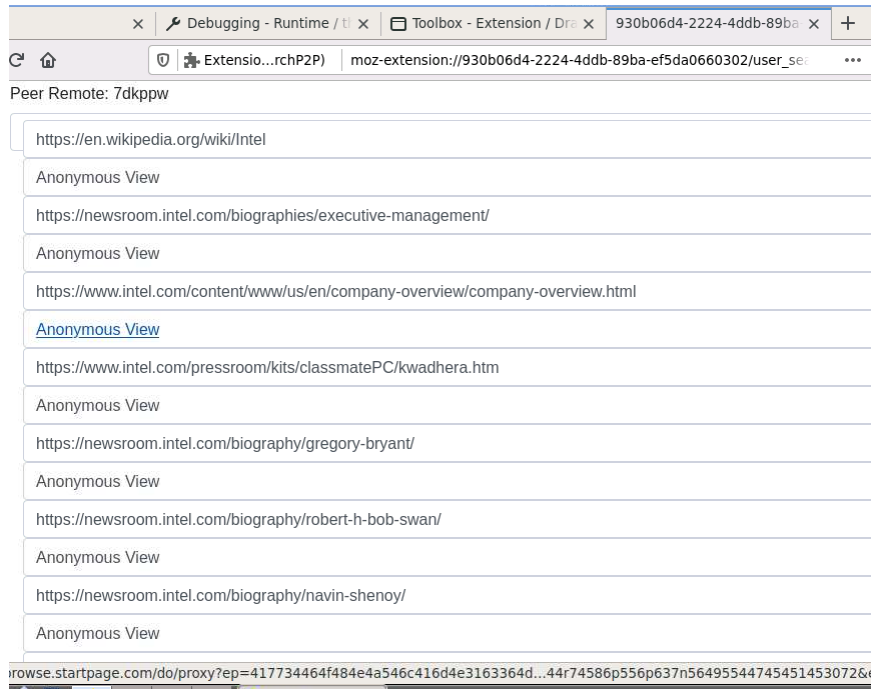 Debugging - Runtime / t
Toolbox - Extension / Dra
930b06d4-2224-4ddb-89ba-
Extensio...rchP2P)
moz-extension://930b06d4-2224-4ddb-89ba-ef5da0660302/user_sea
Peer Remote: 7dkppw
https://en.wikipedia.org/wiki/Intel
Anonymous View
https://newsroom.intel.com/biographies/executive-management/
Anonymous View
https://www.intel.com/content/www/us/en/company-overview/company-overview.html
Anonymous View
https://www.intel.com/pressroom/kits/classmatePC/kwadhera.htm
Anonymous View
https://newsroom.intel.com/biography/gregory-bryant/
Anonymous View
https://newsroom.intel.com/biography/robert-h-bob-swan/
Anonymous View
https://newsroom.intel.com/biography/navin-shenoy/
Anonymous View
rowse.startpage.com/do/proxy?ep=417734464f484e4a546c416d4e3163364d...44r74586p556p637n56495544745451453072&e